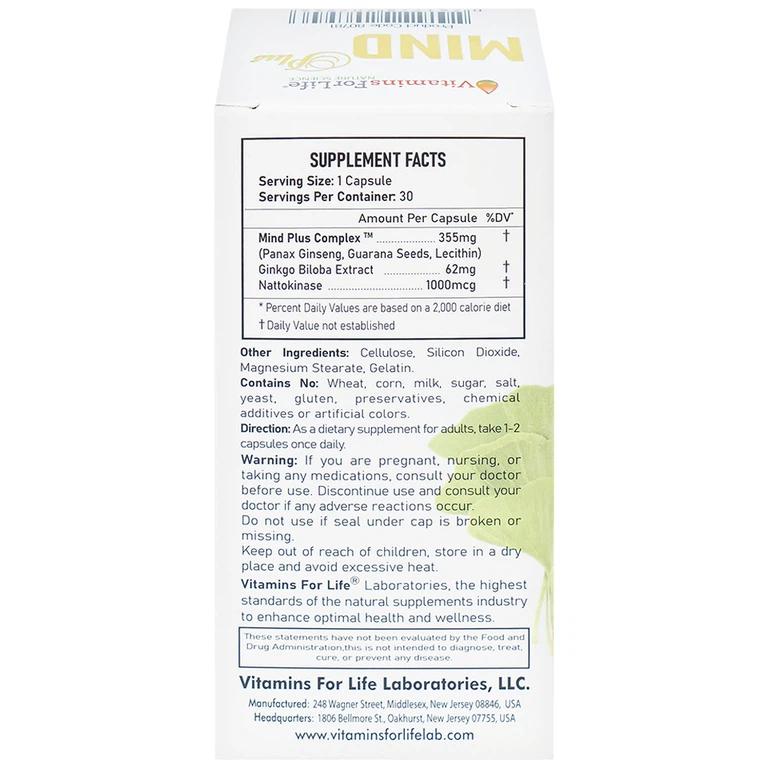 Product Code: 80781
MIND Plus
NATURE SCIENCE
VitaminsForLife
SUPPLEMENT FACTS
Serving Size: 1 Capsule
Servings Per Container: 30
Amount Per Capsule %DV*
Mind Plus Complex ™ .................. 355mg †
(Panax Ginseng, Guarana Seeds, Lecithin)
Ginkgo Biloba Extract .................. 62mg †
Nattokinase .............................. 1000mcg †
* Percent Daily Values are based on a 2,000 calorie diet
† Daily Value not established
Other Ingredients: Cellulose, Silicon Dioxide,
Magnesium Stearate, Gelatin.
Contains No: Wheat, corn, milk, sugar, salt,
yeast, gluten, preservatives, chemical
additives or artificial colors.
Direction: As a dietary supplement for adults, take 1-2
capsules once daily.
Warning: If you are pregnant, nursing, or
taking any medications, consult your doctor
before use. Discontinue use and consult your
doctor if any adverse reactions occur.
Do not use if seal under cap is broken or
missing.
Keep out of reach of children, store in a dry
place and avoid excessive heat.
Vitamins For Life® Laboratories, the highest
standards of the natural supplements industry
to enhance optimal health and wellness.
These statements have not been evaluated by the Food and
Drug Administration,this is not intended to diagnose, treat,
cure, or prevent any disease.
Vitamins For Life Laboratories, LLC.
Manufactured: 248 Wagner Street, Middlesex, New Jersey 08846, USA
Headquarters: 1806 Bellmore St., Oakhurst, New Jersey 07755, USA
www.vitaminsforlifelab.com